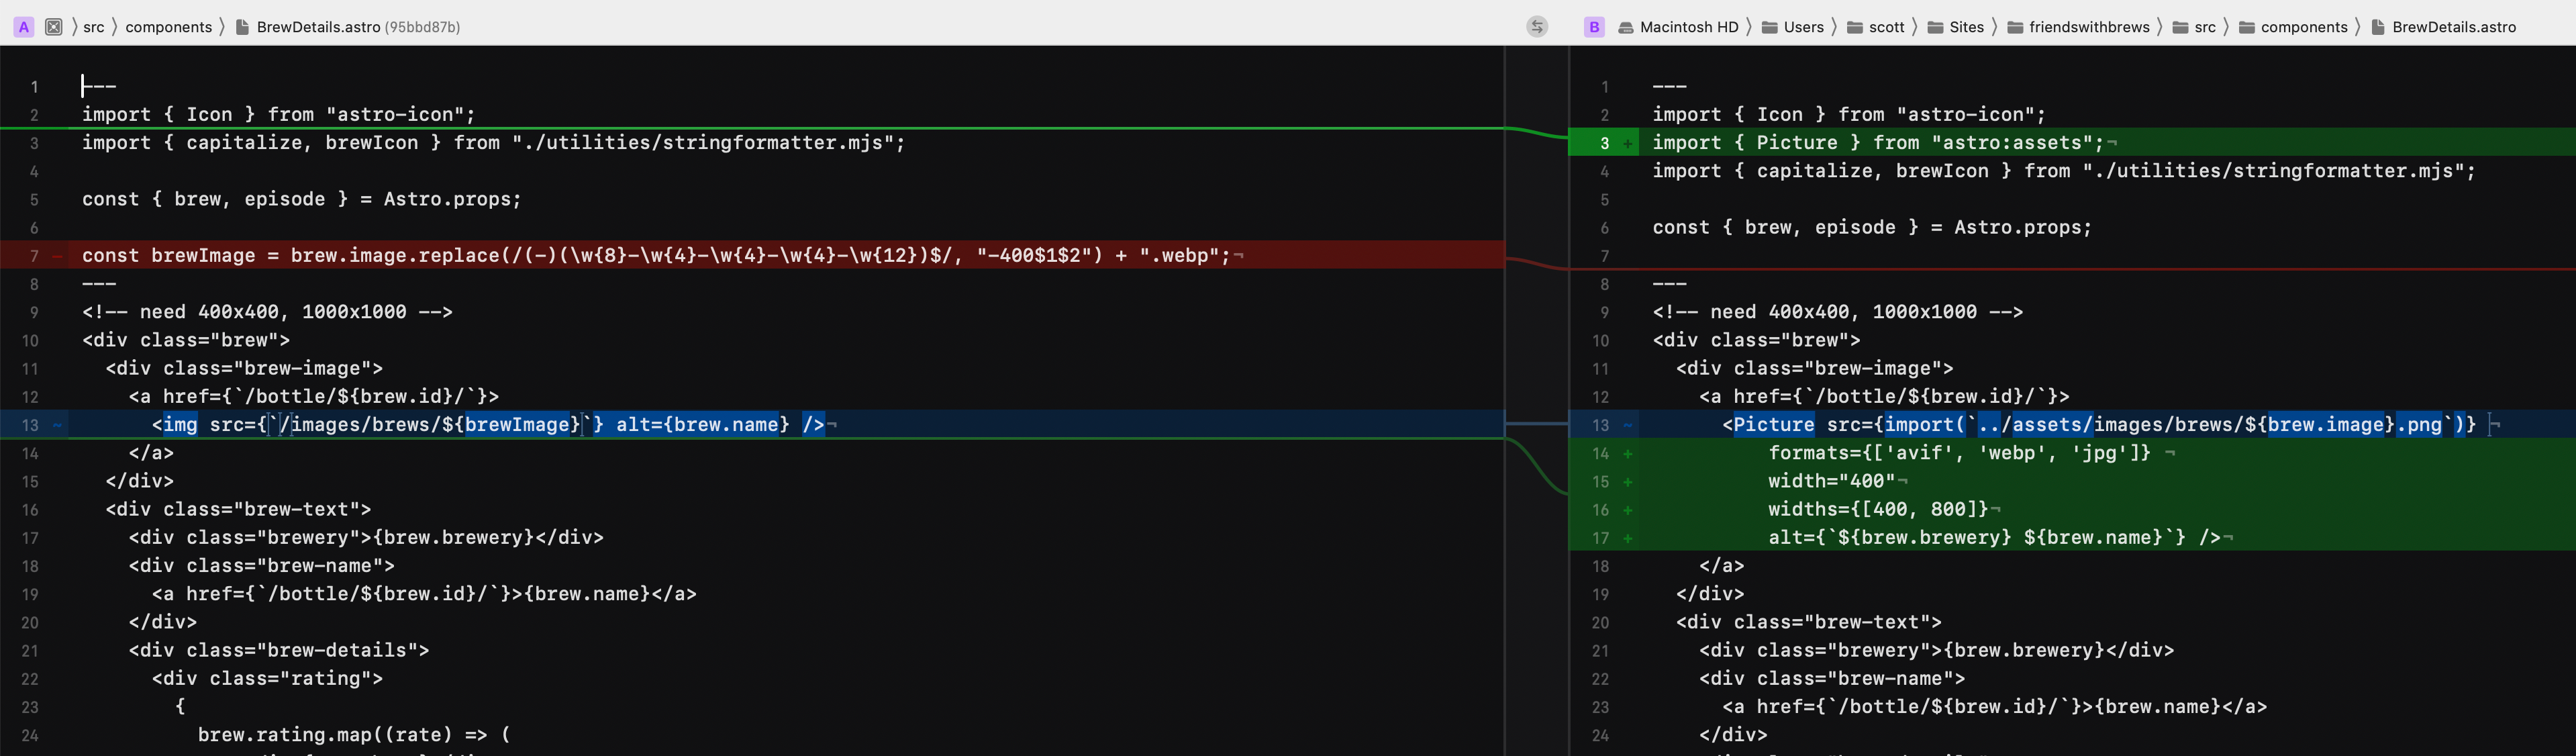 A 〉 src 〉 components 〉 BrewDetails.astro (95bbd87b)
1 ---
2 import { Icon } from "astro-icon";
3 import { capitalize, brewIcon } from "./utilities/stringformatter.mjs";
4
5 const { brew, episode } = Astro.props;
6
7 - const brewImage = brew.image.replace(/(-)(\w{8}-\w{4}-\w{4}-\w{4}-\w{12})$/, "-400$1$2") + ".webp";¬
8 ---
9 <!-- need 400x400, 1000x1000 -->
10 <div class="brew">
11 <div class="brew-image">
12 <a href={`/bottle/${brew.id}/`}>
13 ~ <img src={`/images/brews/${brewImage}`} alt={brew.name} />¬
14 </a>
15 </div>
16 <div class="brew-text">
17 <div class="brewery">{brew.brewery}</div>
18 <div class="brew-name">
19 <a href={`/bottle/${brew.id}/`}>{brew.name}</a>
20 </div>
21 <div class="brew-details">
22 <div class="rating">
23 {
24 brew.rating.map((rate) => (
B Macintosh HD 〉 Users 〉 scott 〉 Sites 〉 friendswithbrews 〉 src 〉 components 〉 BrewDetails.astro
1 ---
2 import { Icon } from "astro-icon";
3 + import { Picture } from "astro:assets";¬
4 import { capitalize, brewIcon } from "./utilities/stringformatter.mjs";
5
6 const { brew, episode } = Astro.props;
7
8 ---
9 <!-- need 400x400, 1000x1000 -->
10 <div class="brew">
11 <div class="brew-image">
12 <a href={`/bottle/${brew.id}/`}>
13 ~ <Picture src={import(`../assets/images/brews/${brew.image}.png`)} ¬
14 + formats={['avif', 'webp', 'jpg']} ¬
15 + width="400"¬
16 + widths={[400, 800]}¬
17 + alt={`${brew.brewery} ${brew.name}`} />¬
18 </a>
19 </div>
20 <div class="brew-text">
21 <div class="brewery">{brew.brewery}</div>
22 <div class="brew-name">
23 <a href={`/bottle/${brew.id}/`}>{brew.name}</a>
24 </div>